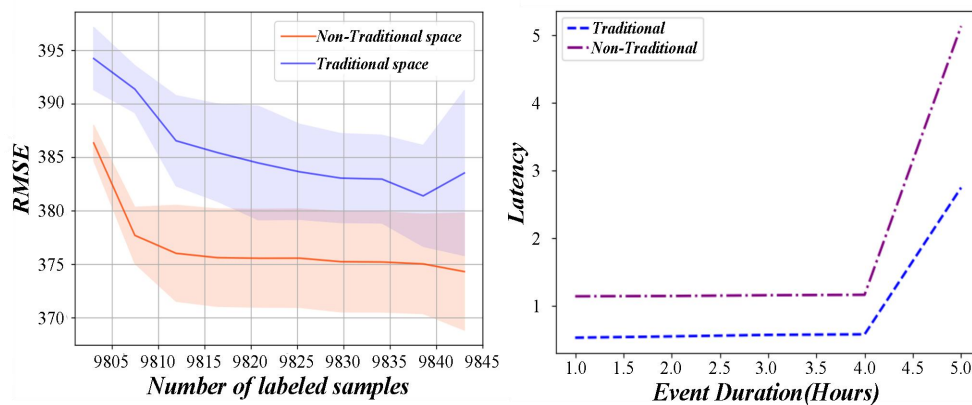 Non-Traditional space
Traditional space
395
390
385
380
375
370
RMSE
9805 9810 9815 9820 9825 9830 9835 9840 9845
Number of labeled samples
Traditional
Non-Traditional
5
4
3
2
1
Latency
1.0 1.5 2.0 2.5 3.0 3.5 4.0 4.5 5.0
Event Duration(Hours)